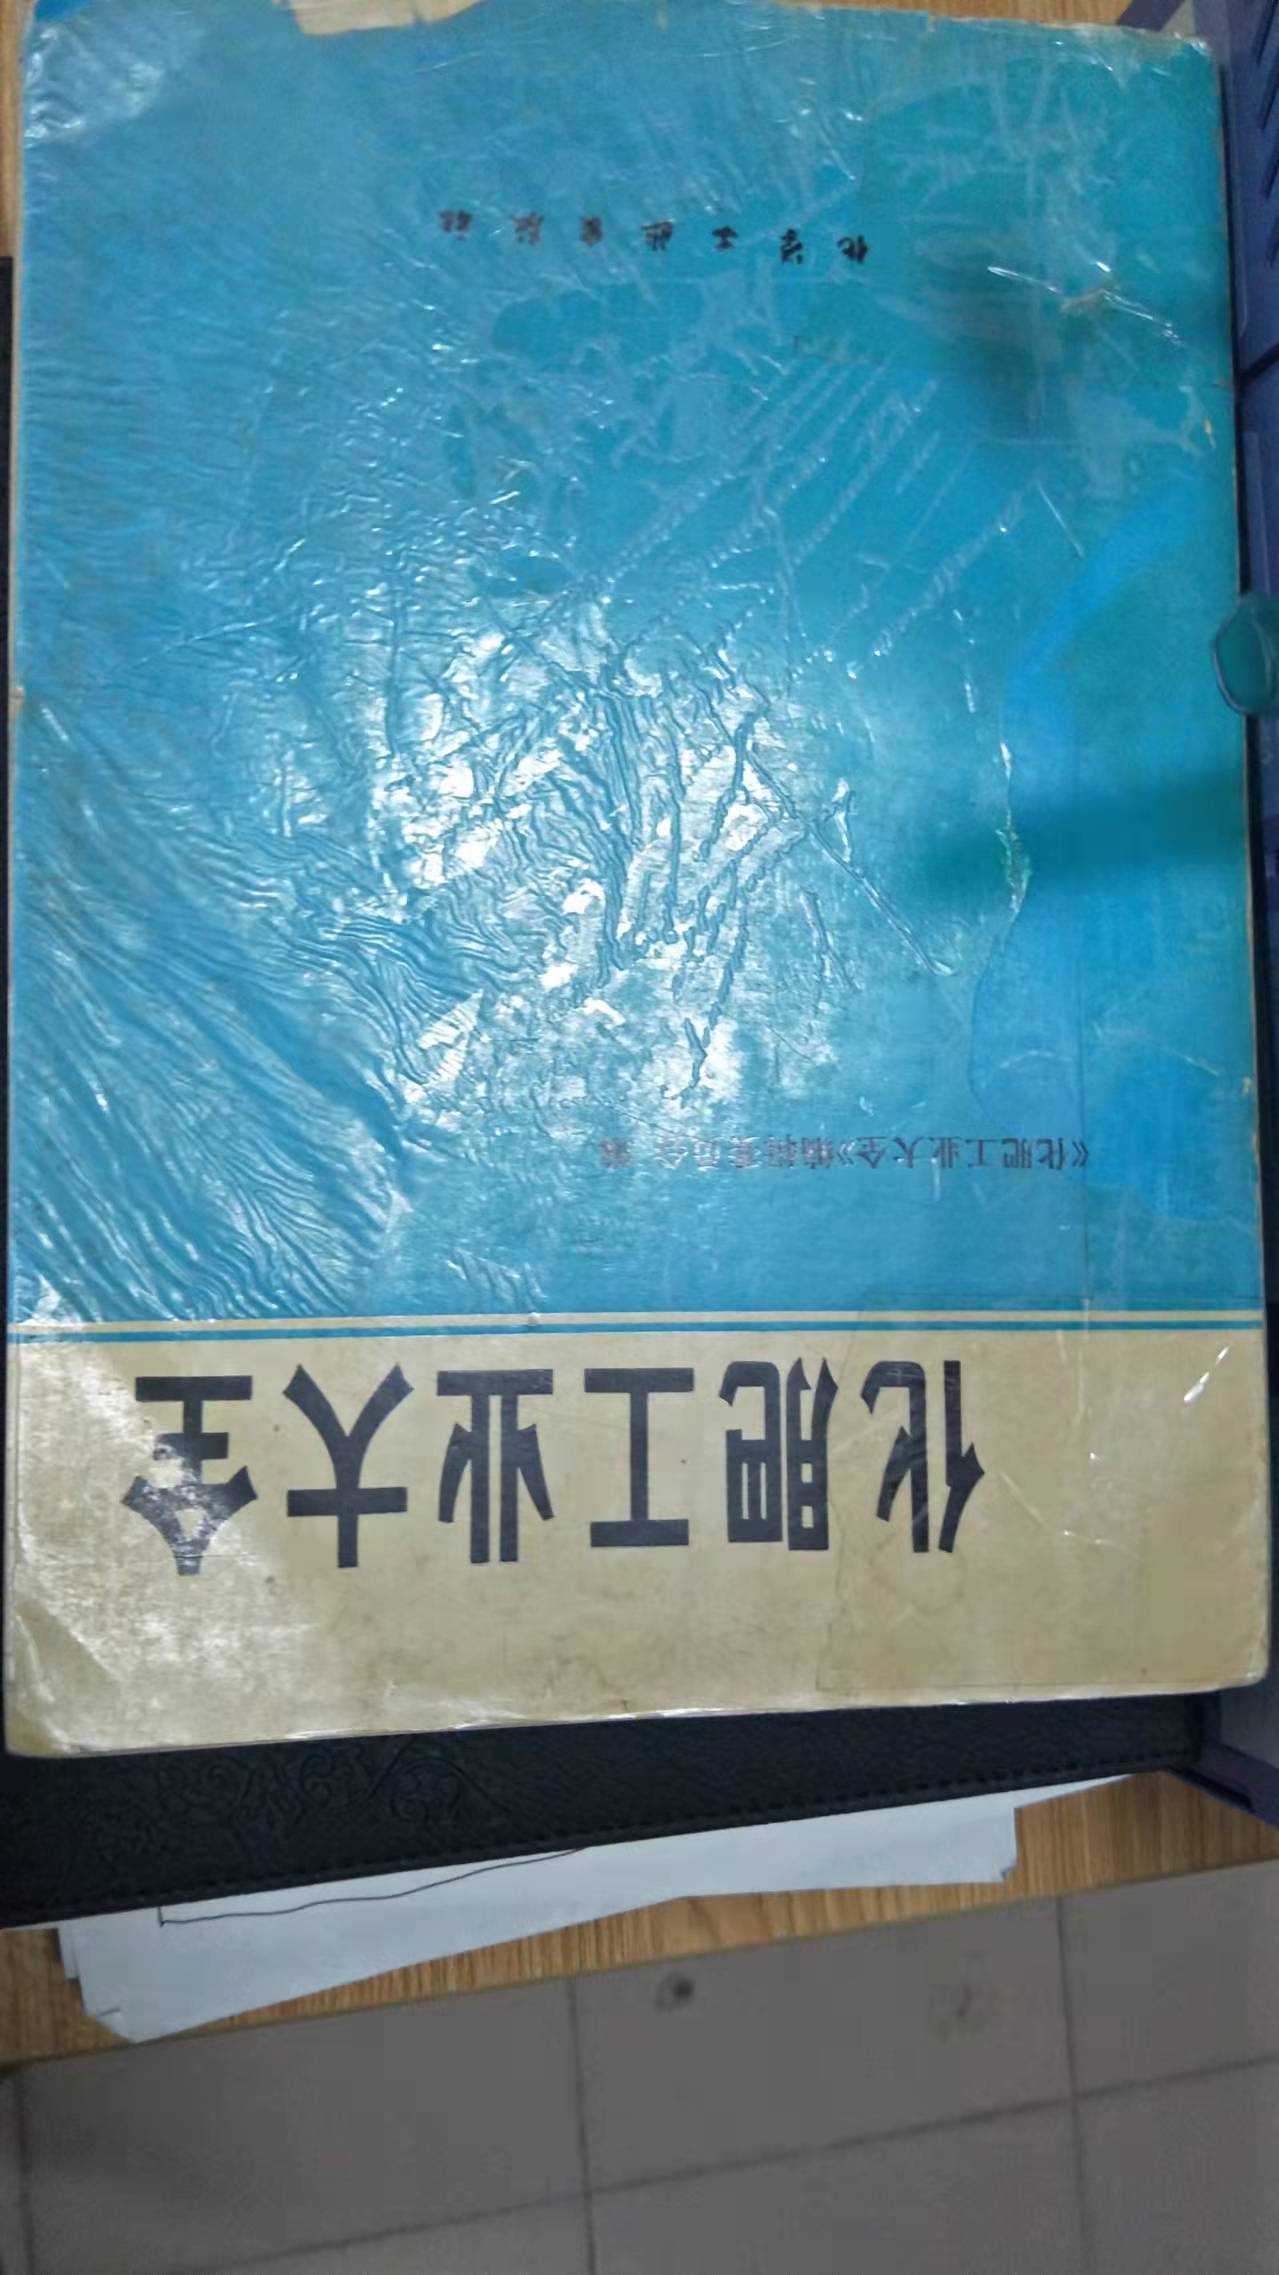 化肥工业大全
《化肥工业大全》编辑委员会 编
化学工业出版社